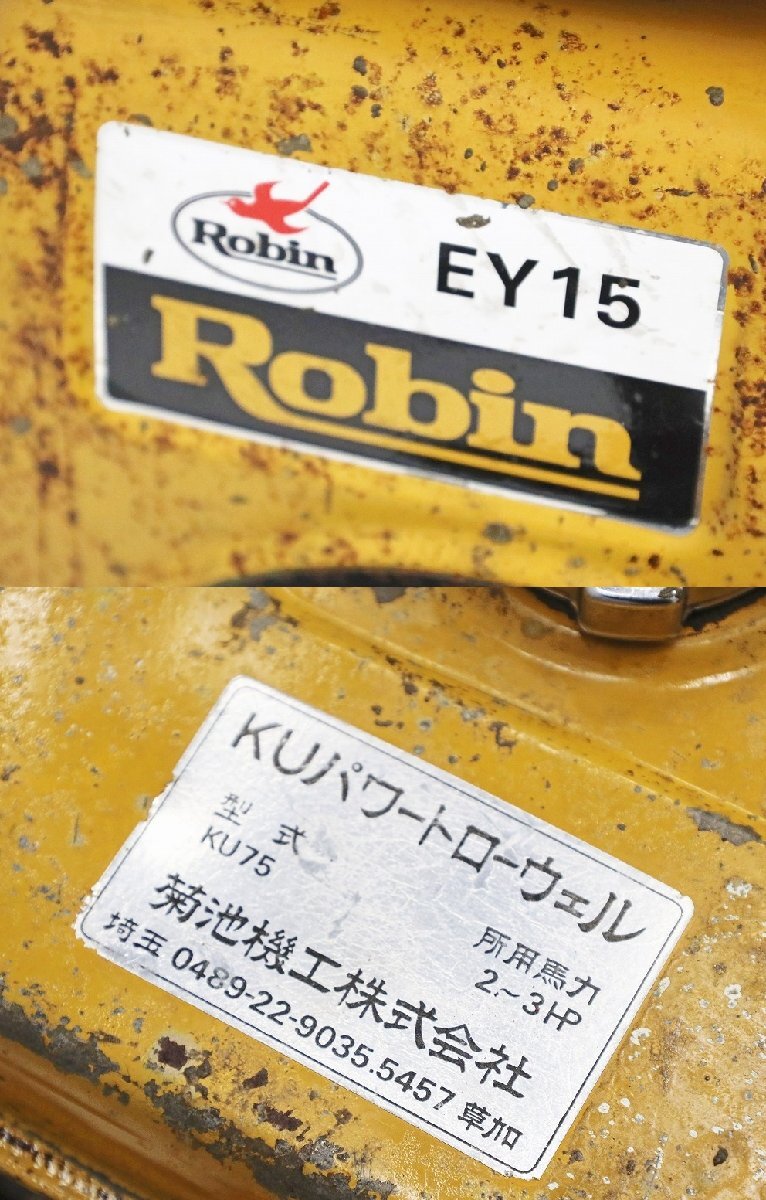 Robin
EY15
Robin
KUパワートローウェル
型式
KU75
所用馬力
2~3HP
菊池機工株式会社
埼玉 0489-22-9035.5457 草加